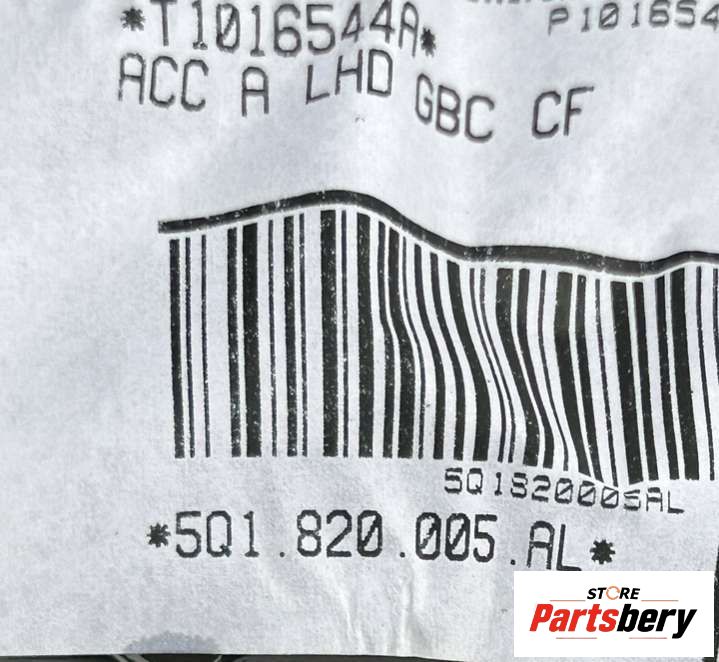 *T1016544A*
P101654
ACC A LHD GBC CF
5Q1820005AL
*5Q1.820.005.AL*
STORE
Partsbery